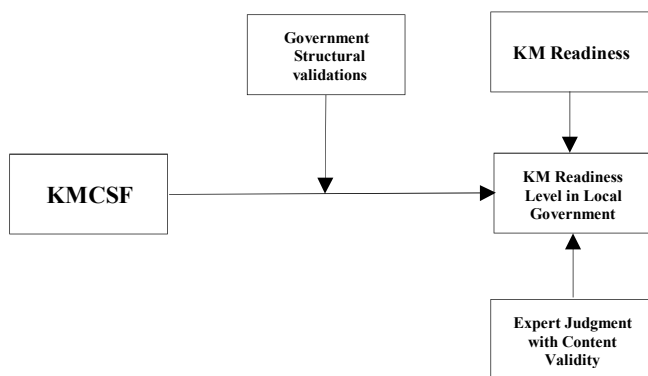 Government
Structural
validations
KM Readiness
KMCSF
KM Readiness
Level in Local
Government
Expert Judgment
with Content
Validity